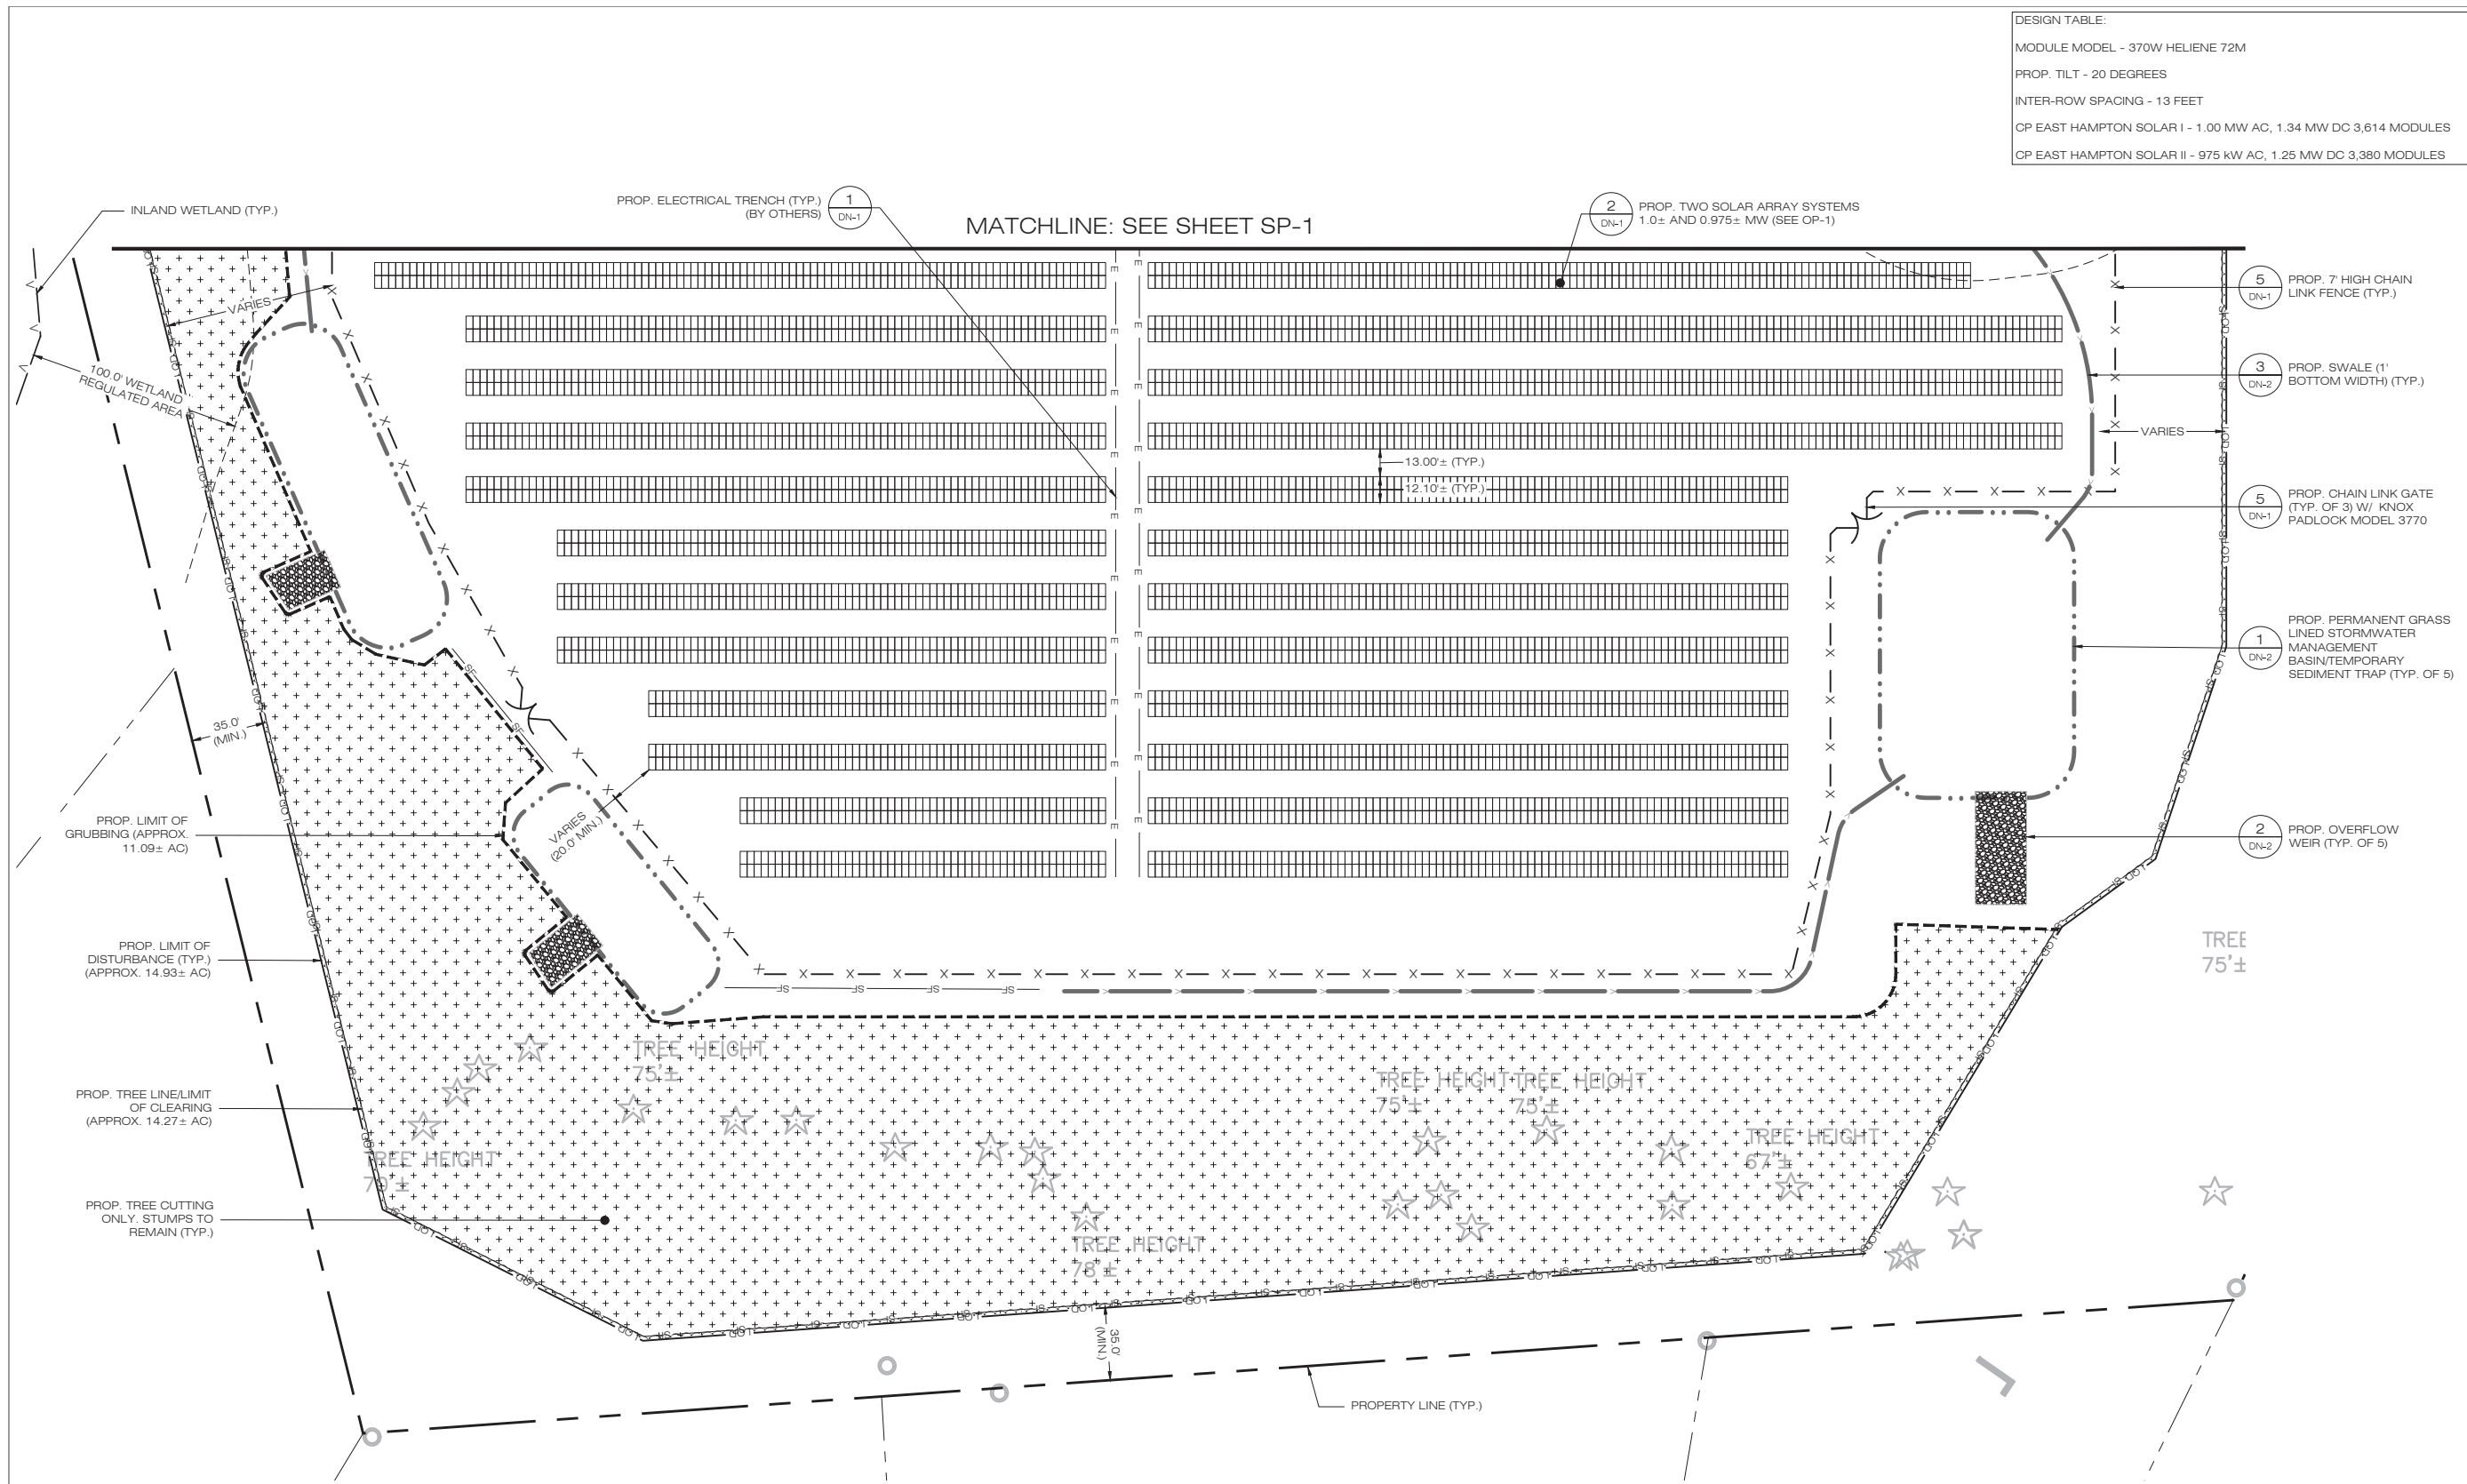 DESIGN TABLE:
MODULE MODEL - 370W HELIENE 72M
PROP. TILT - 20 DEGREES
INTER-ROW SPACING - 13 FEET
CP EAST HAMPTON SOLAR I - 1.00 MW AC, 1.34 MW DC 3,614 MODULES
CP EAST HAMPTON SOLAR II - 975 kW AC, 1.25 MW DC 3,380 MODULES
INLAND WETLAND (TYP.)
PROP. ELECTRICAL TRENCH (TYP.)
(BY OTHERS)
1
DN-1
MATCHLINE: SEE SHEET SP-1
2
DN-1
PROP. TWO SOLAR ARRAY SYSTEMS
1.0± AND 0.975± MW (SEE OP-1)
VARIES
100.0' WETLAND
REGULATED AREA
5
DN-1
PROP. 7' HIGH CHAIN
LINK FENCE (TYP.)
3
DN-2
PROP. SWALE (1'
BOTTOM WIDTH) (TYP.)
VARIES
13.00'± (TYP.)
12.10'± (TYP.)
5
DN-1
PROP. CHAIN LINK GATE
(TYP. OF 3) W/ KNOX
PADLOCK MODEL 3770
1
DN-2
PROP. PERMANENT GRASS
LINED STORMWATER
MANAGEMENT
BASIN/TEMPORARY
SEDIMENT TRAP (TYP. OF 5)
35.0'
(MIN.)
VARIES
(20.0' MIN.)
PROP. LIMIT OF
GRUBBING (APPROX.
11.09± AC)
2
DN-2
PROP. OVERFLOW
WEIR (TYP. OF 5)
PROP. LIMIT OF
DISTURBANCE (TYP.)
(APPROX. 14.93± AC)
TREE
75'±
TREE HEIGHT
75'±
TREE HEIGHT
75'±
TREE HEIGHT
75'±
PROP. TREE LINE/LIMIT
OF CLEARING
(APPROX. 14.27± AC)
TREE HEIGHT
67'±
TREE HEIGHT
70'±
PROP. TREE CUTTING
ONLY. STUMPS TO
REMAIN (TYP.)
TREE HEIGHT
78'±
35.0'
(MIN.)
PROPERTY LINE (TYP.)